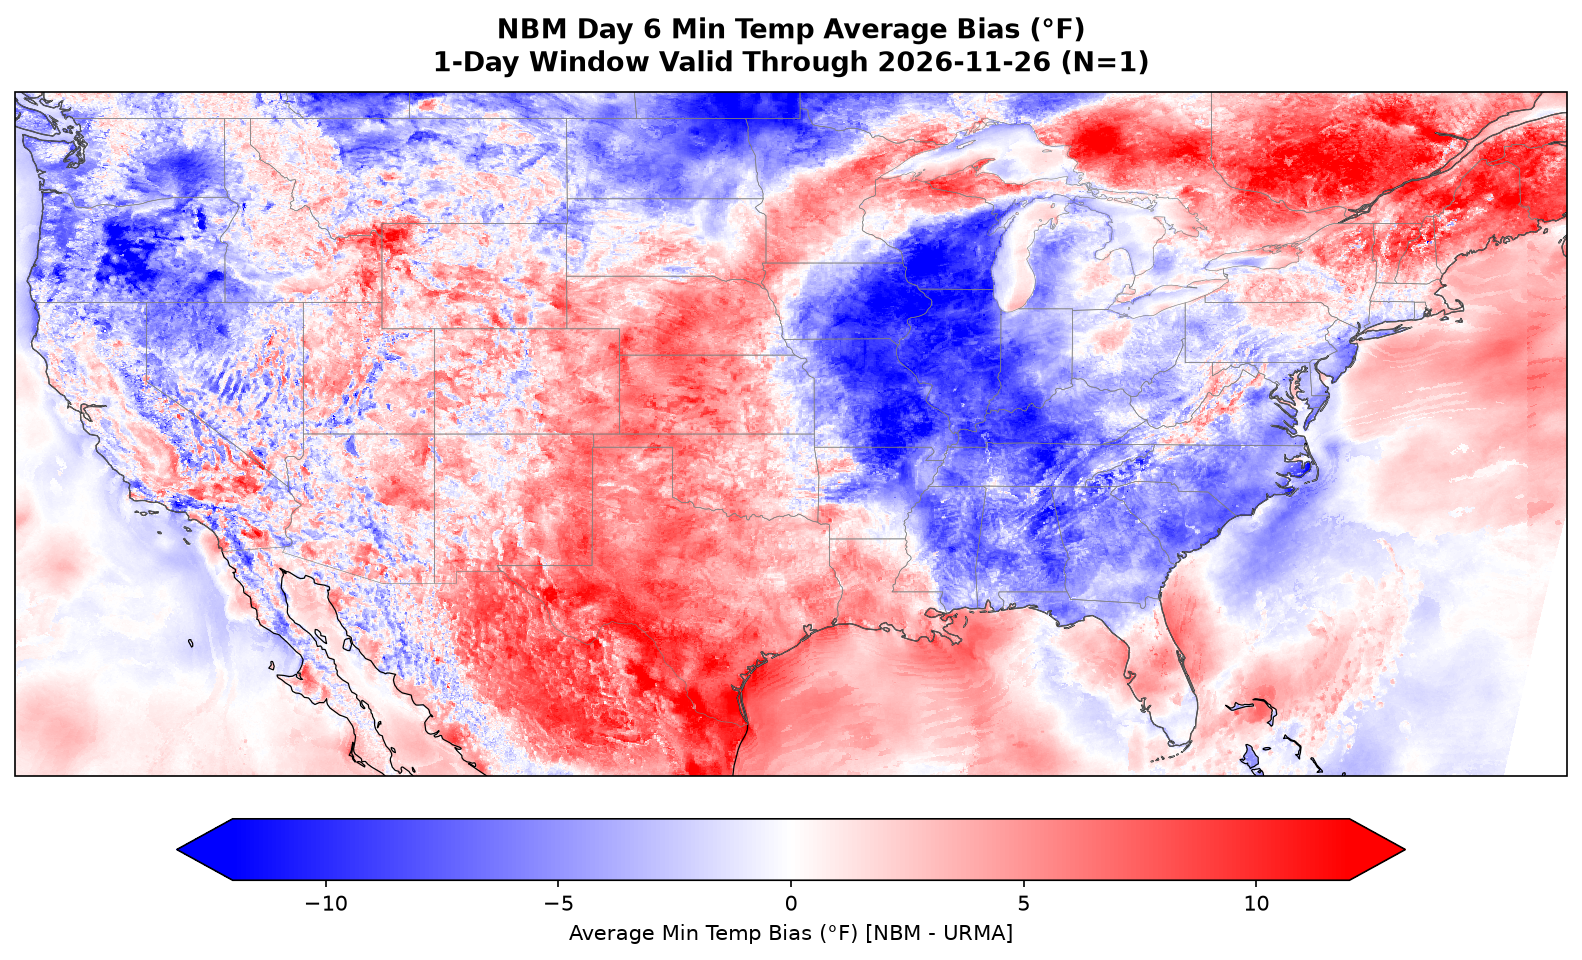 NBM Day 6 Min Temp Average Bias (°F)
1-Day Window Valid Through 2026-11-26 (N=1)
−10 −5 0 5 10
Average Min Temp Bias (°F) [NBM - URMA]